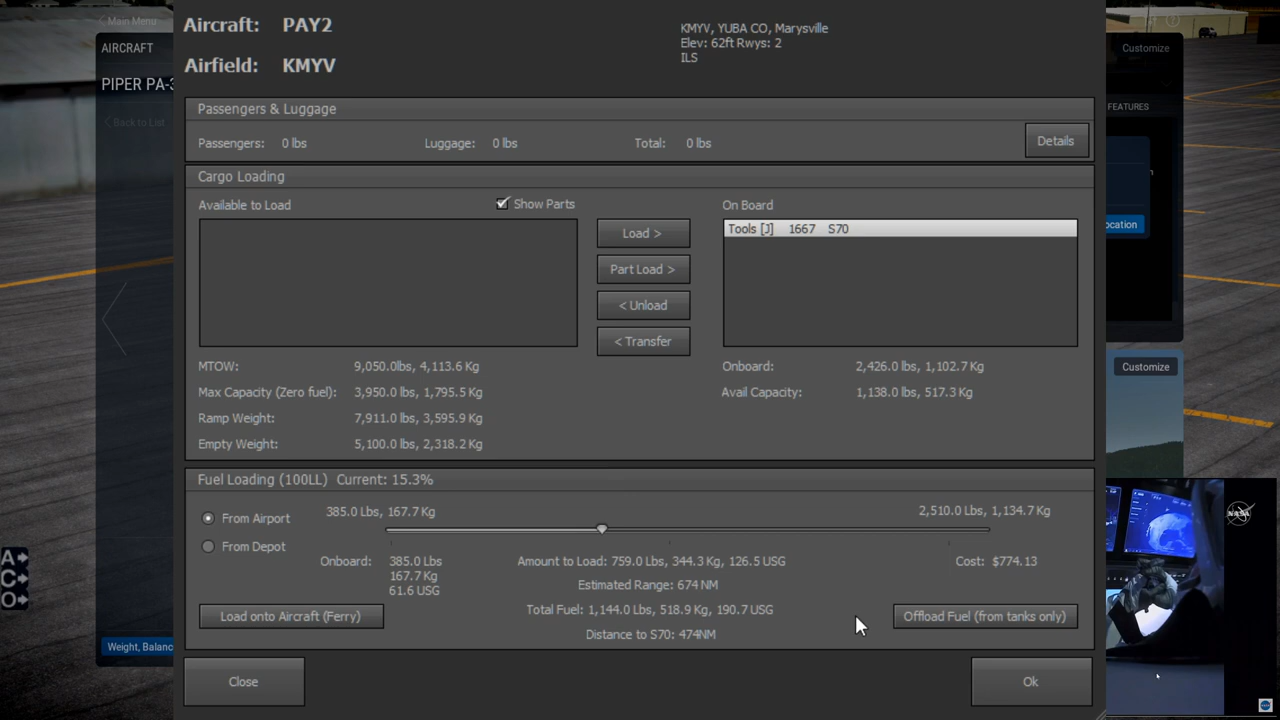 Main Menu
AIRCRAFT
PIPER PA-3
Back to List
Weight, Balanc
A
C
O
Aircraft: PAY2
Airfield: KMYV
KMYV, YUBA CO, Marysville
Elev: 62ft Rwys: 2
ILS
Passengers & Luggage
Passengers: 0 lbs Luggage: 0 lbs Total: 0 lbs Details
Cargo Loading
Available to Load Show Parts On Board
Tools [J] 1667 S70
Load >
Part Load >
< Unload
< Transfer
MTOW: 9,050.0lbs, 4,113.6 Kg
Max Capacity (Zero fuel): 3,950.0 lbs, 1,795.5 Kg
Ramp Weight: 7,911.0 lbs, 3,595.9 Kg
Empty Weight: 5,100.0 lbs, 2,318.2 Kg
Onboard: 2,426.0 lbs, 1,102.7 Kg
Avail Capacity: 1,138.0 lbs, 517.3 Kg
Fuel Loading (100LL) Current: 15.3%
From Airport
From Depot
385.0 Lbs, 167.7 Kg 2,510.0 Lbs, 1,134.7 Kg
Onboard: 385.0 Lbs
167.7 Kg
61.6 USG
Amount to Load: 759.0 Lbs, 344.3 Kg, 126.5 USG
Cost: $774.13
Estimated Range: 674 NM
Total Fuel: 1,144.0 Lbs, 518.9 Kg, 190.7 USG
Distance to S70: 474NM
Load onto Aircraft (Ferry)
Offload Fuel (from tanks only)
Close
Ok
Customize
FEATURES
ocation
Customize
NASA